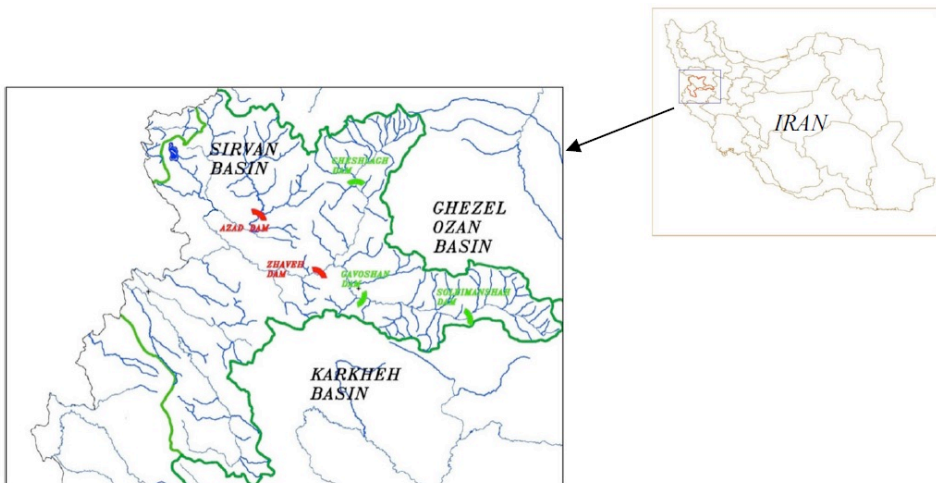 IRAN
SIRVAN
BASIN
GHESHLAGH
DAM
AZAD DAM
GHEZEL
OZAN
BASIN
ZHAVEH
DAM
GAVOSHAN
DAM
SOLEIMANSHAH
DAM
KARKHEH
BASIN